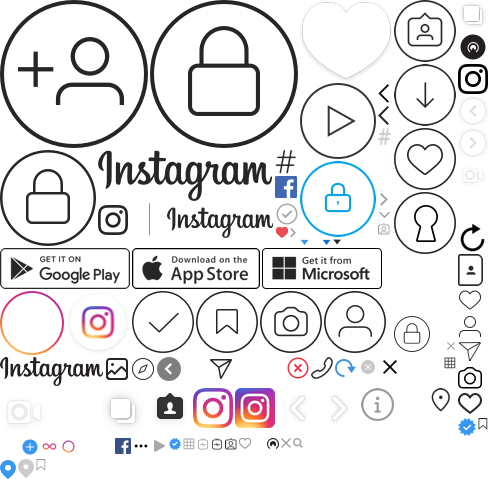 Instagram
#
Instagram
#
GET IT ON
Google Play
Download on the
App Store
Get it from
Microsoft
Instagram